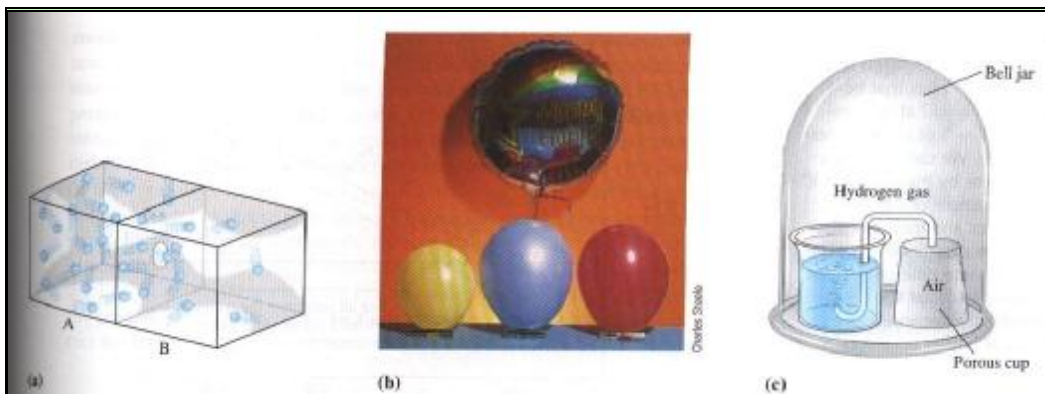 A
B
(a)
(b)
Charles Steele
Bell jar
Hydrogen gas
Air
Porous cup
(c)